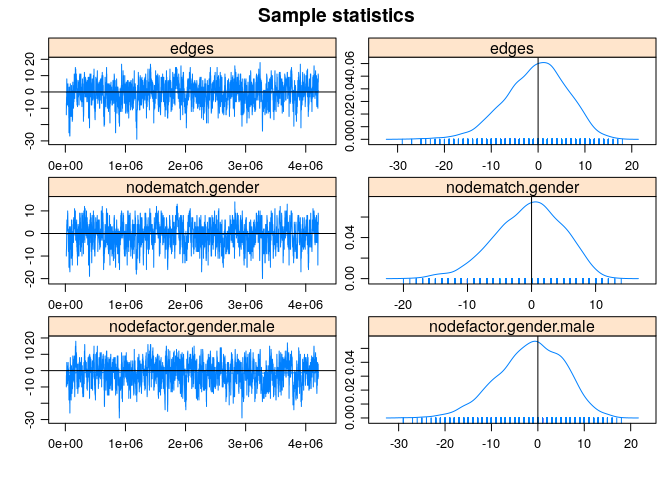 Sample statistics
edges
edges
-30 -10 0 10 20
0.00 0.02 0.04 0.06
0e+00 1e+06 2e+06 3e+06 4e+06
-30 -20 -10 0 10 20
nodematch.gender
nodematch.gender
-20 -10 0 10
0.00 0.04
0e+00 1e+06 2e+06 3e+06 4e+06
-20 -10 0 10
nodefactor.gender.male
nodefactor.gender.male
-30 -10 0 10 20
0.00 0.02 0.04
0e+00 1e+06 2e+06 3e+06 4e+06
-30 -20 -10 0 10 20